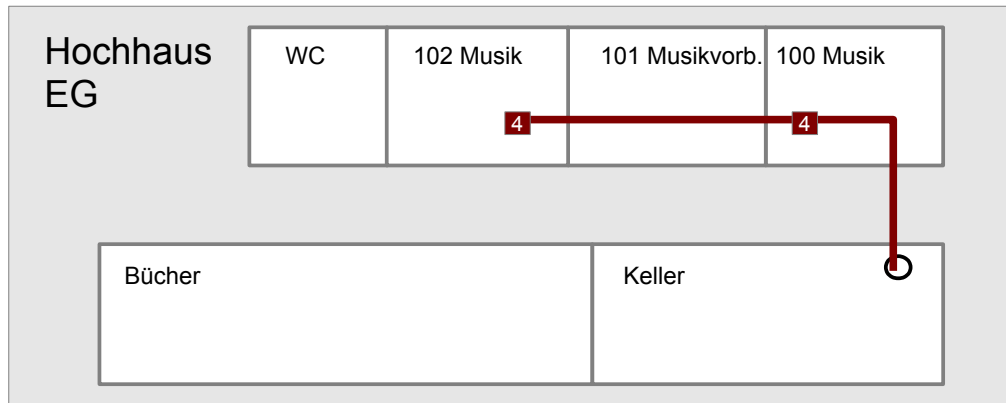 Hochhaus
EG
WC
102 Musik
101 Musikvorb.
100 Musik
4
4
Bücher
Keller